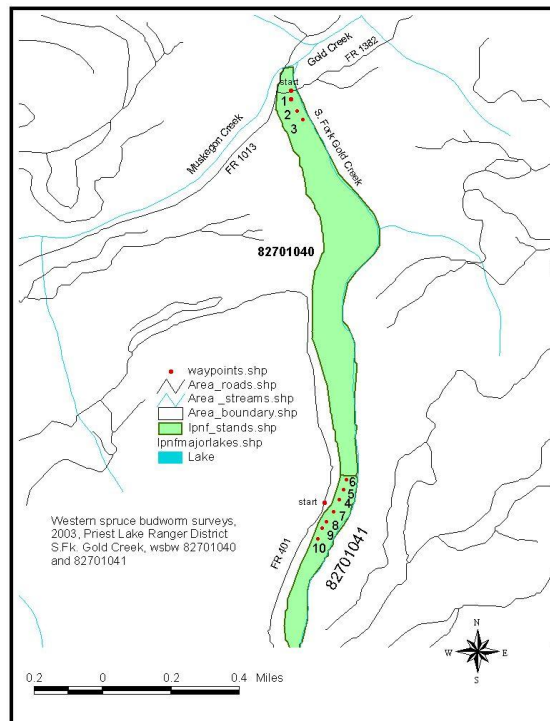 Gold Creek
FR 1382
start
1
2
3
Muskegon Creek
FR 1013
S. Fork Gold Creek
82701040
waypoints.shp
Area_roads.shp
Area _streams.shp
Area_boundary.shp
Ipnf_stands.shp
Ipnfmajorlakes.shp
Lake
start
6
5
4
7
8
9
10
Western spruce budworm surveys,
2003, Priest Lake Ranger District
S.Fk. Gold Creek, wsbw 82701040
and 82701041
FR 401
82701041
N
W
E
S
0.2 0 0.2 0.4 Miles